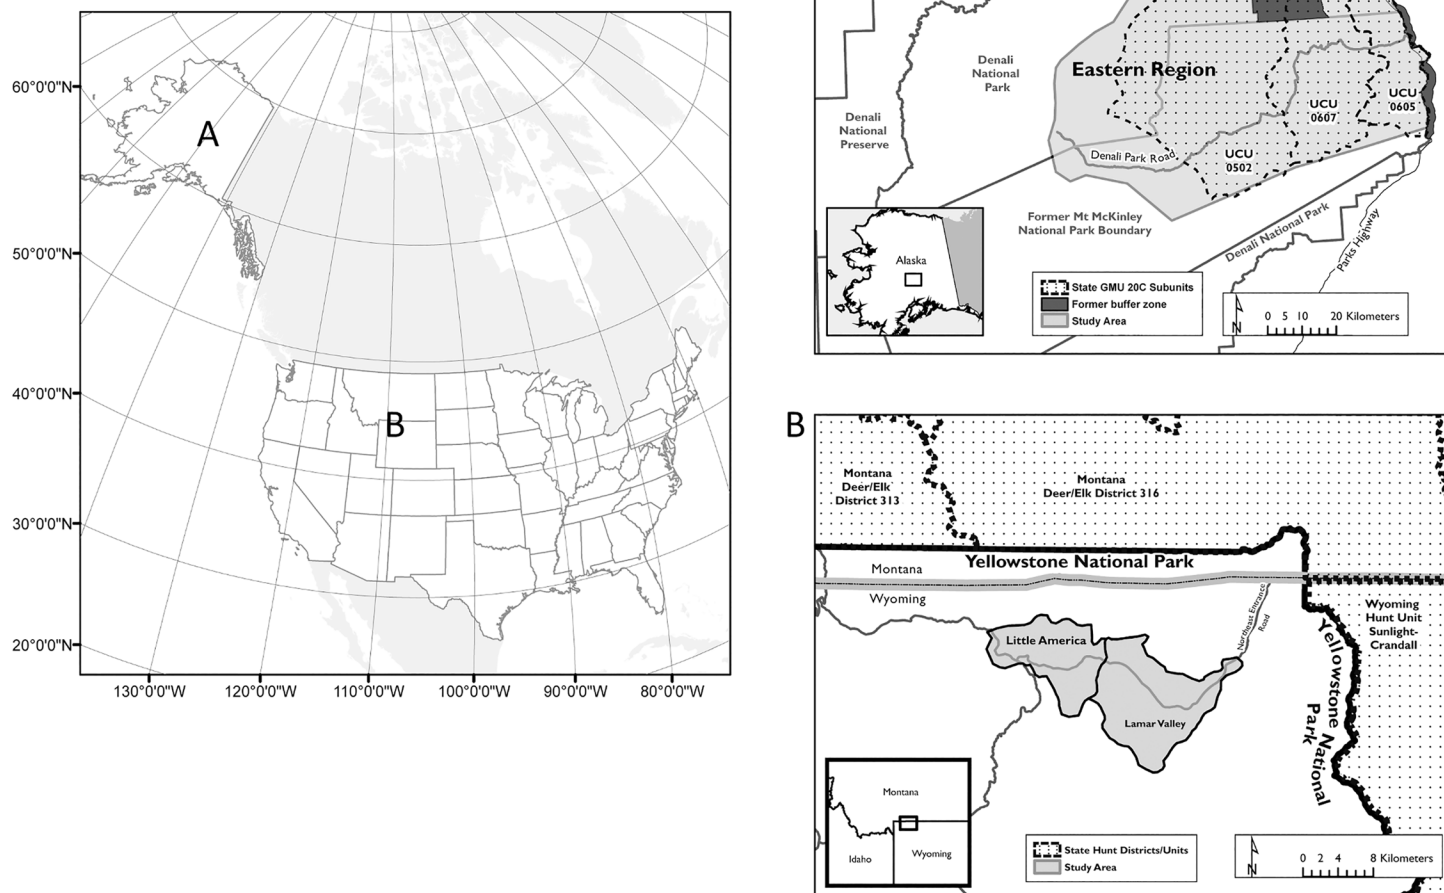 60°0'0"N
50°0'0"N
40°0'0"N
30°0'0"N
20°0'0"N
130°0'0"W
120°0'0"W
110°0'0"W
100°0'0"W
90°0'0"W
80°0'0"W
A
B
Denali
National
Park
Denali
National
Preserve
Eastern Region
UCU
0605
UCU
0607
UCU
0502
Denali Park Road
Former Mt McKinley
National Park Boundary
Denali National Park
Parks Highway
Alaska
State GMU 20C Subunits
Former buffer zone
Study Area
N
0 5 10 20 Kilometers
B
Montana
Deer/Elk
District 313
Montana
Deer/Elk District 316
Yellowstone National Park
Montana
Wyoming
Northeast Entrance
Road
Wyoming
Hunt Unit
Sunlight-
Crandall
Little America
Lamar Valley
Yellowstone National
Park
Montana
Idaho
Wyoming
State Hunt Districts/Units
Study Area
N
0 2 4 8 Kilometers